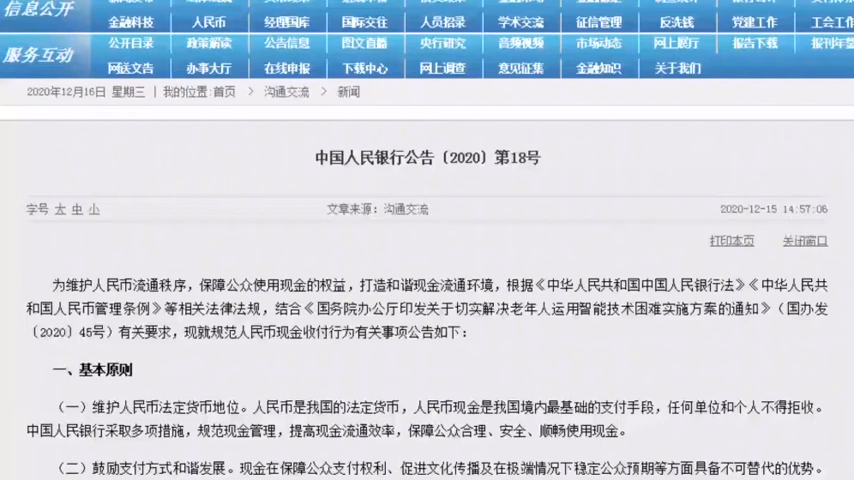 信息公开
金融科技 人民币 经理国库 国际交往 人员招录 学术交流 征信管理 反洗钱 党建工作 工会工作
服务互动
公开目录 政策解读 公告信息 图文直播 央行研究 音频视频 市场动态 网上展厅 报告下载 报刊年鉴
网送文告 办事大厅 在线申报 下载中心 网上调查 意见征集 金融知识 关于我们
2020年12月16日 星期三 | 我的位置:首页 > 沟通交流 > 新闻
中国人民银行公告〔2020〕第18号
字号 大 中 小 文章来源：沟通交流 2020-12-15 14:57:06
打印本页 关闭窗口
为维护人民币流通秩序，保障公众使用现金的权益，打造和谐现金流通环境，根据《中华人民共和国中国人民银行法》《中华人民共
和国人民币管理条例》等相关法律法规，结合《国务院办公厅印发关于切实解决老年人运用智能技术困难实施方案的通知》（国办发
〔2020〕45号）有关要求，现就规范人民币现金收付行为有关事项公告如下：
一、基本原则
（一）维护人民币法定货币地位。人民币是我国的法定货币，人民币现金是我国境内最基础的支付手段，任何单位和个人不得拒收。
中国人民银行采取多项措施，规范现金管理，提高现金流通效率，保障公众合理、安全、顺畅使用现金。
（二）鼓励支付方式和谐发展。现金在保障公众支付权利、促进文化传播及在极端情况下稳定公众预期等方面具备不可替代的优势。